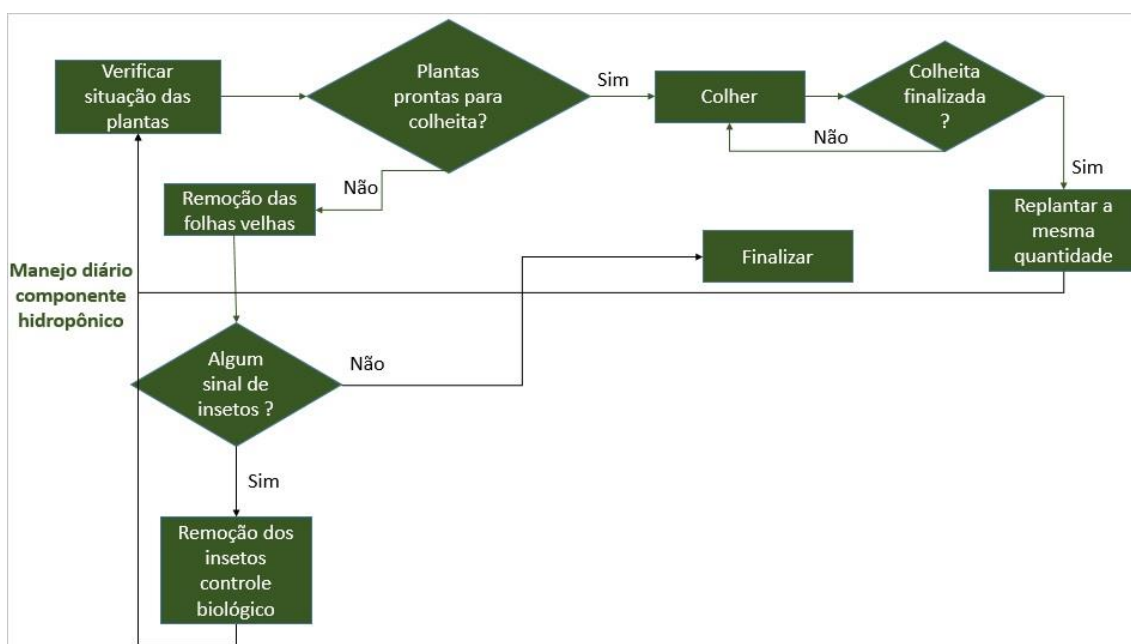 Verificar
situação das
plantas
Plantas
prontas para
colheita?
Sim
Colher
Colheita
finalizada
?
Não
Sim
Replantar a
mesma
quantidade
Não
Remoção das
folhas velhas
Finalizar
Manejo diário
componente
hidropônico
Algum
sinal de
insetos ?
Não
Sim
Remoção dos
insetos
controle
biológico